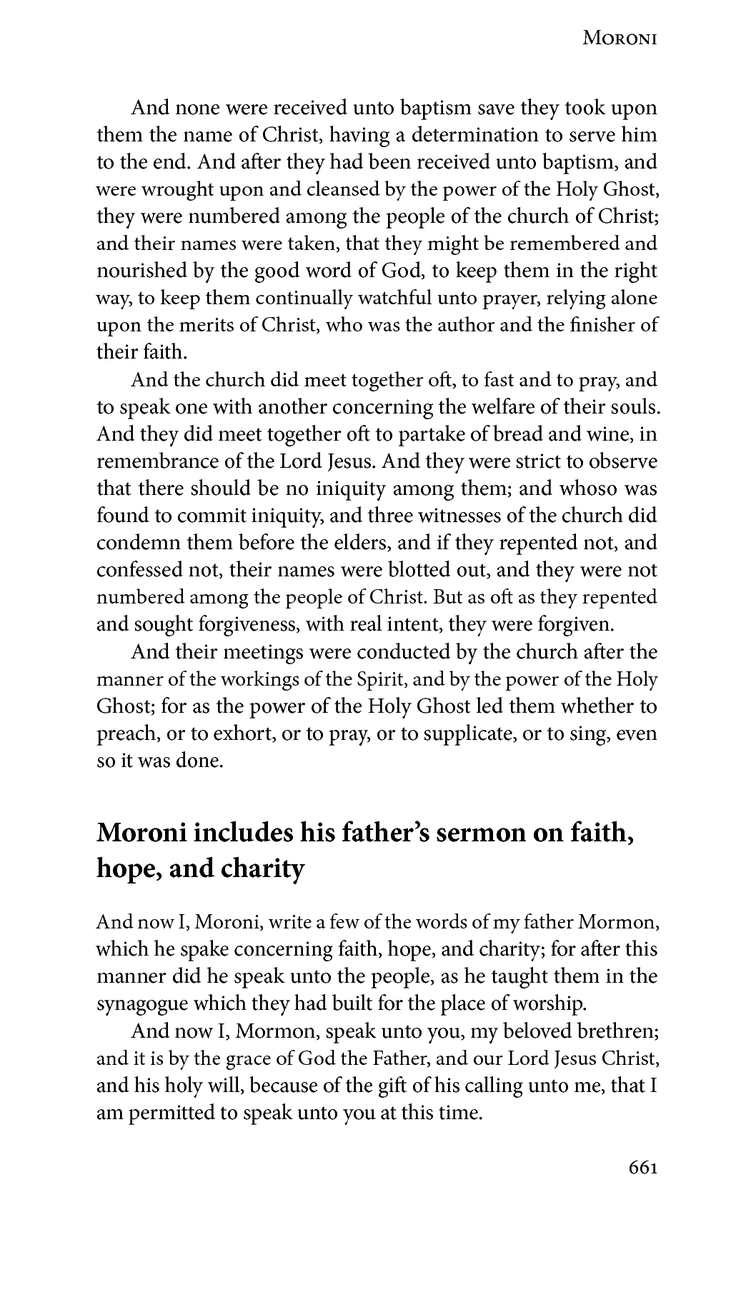 Moroni
And none were received unto baptism save they took upon
them the name of Christ, having a determination to serve him
to the end. And after they had been received unto baptism, and
were wrought upon and cleansed by the power of the Holy Ghost,
they were numbered among the people of the church of Christ;
and their names were taken, that they might be remembered and
nourished by the good word of God, to keep them in the right
way, to keep them continually watchful unto prayer, relying alone
upon the merits of Christ, who was the author and the finisher of
their faith.
And the church did meet together oft, to fast and to pray, and
to speak one with another concerning the welfare of their souls.
And they did meet together oft to partake of bread and wine, in
remembrance of the Lord Jesus. And they were strict to observe
that there should be no iniquity among them; and whoso was
found to commit iniquity, and three witnesses of the church did
condemn them before the elders, and if they repented not, and
confessed not, their names were blotted out, and they were not
numbered among the people of Christ. But as oft as they repented
and sought forgiveness, with real intent, they were forgiven.
And their meetings were conducted by the church after the
manner of the workings of the Spirit, and by the power of the Holy
Ghost; for as the power of the Holy Ghost led them whether to
preach, or to exhort, or to pray, or to supplicate, or to sing, even
so it was done.
Moroni includes his father’s sermon on faith,
hope, and charity
And now I, Moroni, write a few of the words of my father Mormon,
which he spake concerning faith, hope, and charity; for after this
manner did he speak unto the people, as he taught them in the
synagogue which they had built for the place of worship.
And now I, Mormon, speak unto you, my beloved brethren;
and it is by the grace of God the Father, and our Lord Jesus Christ,
and his holy will, because of the gift of his calling unto me, that I
am permitted to speak unto you at this time.
661